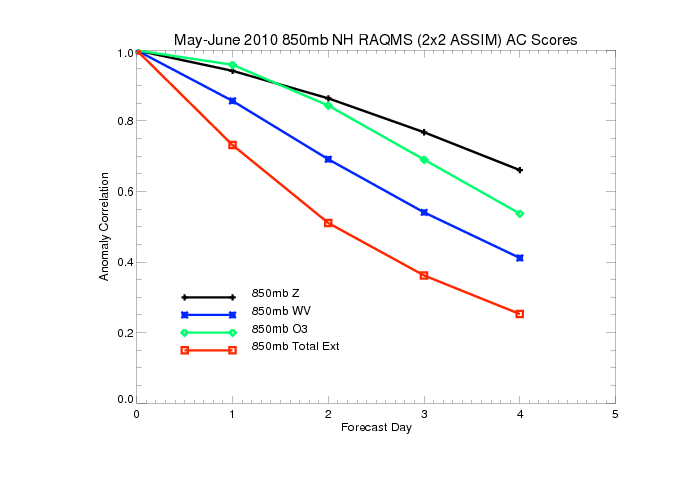 May-June 2010 850mb NH RAQMS (2x2 ASSIM) AC Scores
1.0
0.8
0.6
0.4
0.2
0.0
Anomaly Correlation
850mb Z
850mb WV
850mb O3
850mb Total Ext
0 1 2 3 4 5
Forecast Day